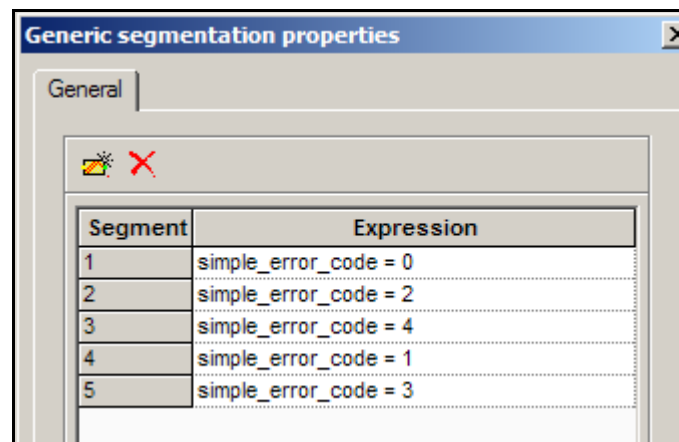 Generic segmentation properties
General
Segment Expression
1 simple_error_code = 0
2 simple_error_code = 2
3 simple_error_code = 4
4 simple_error_code = 1
5 simple_error_code = 3